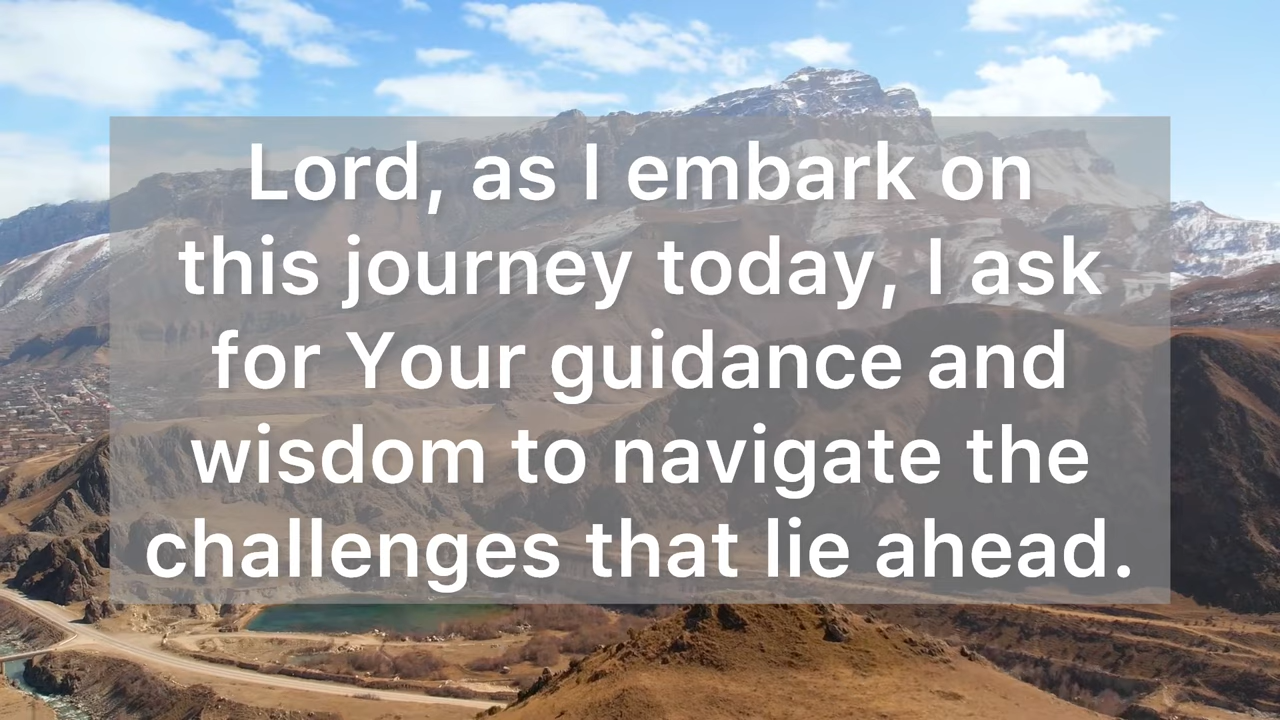 Lord, as I embark on
this journey today, I ask
for Your guidance and
wisdom to navigate the
challenges that lie ahead.